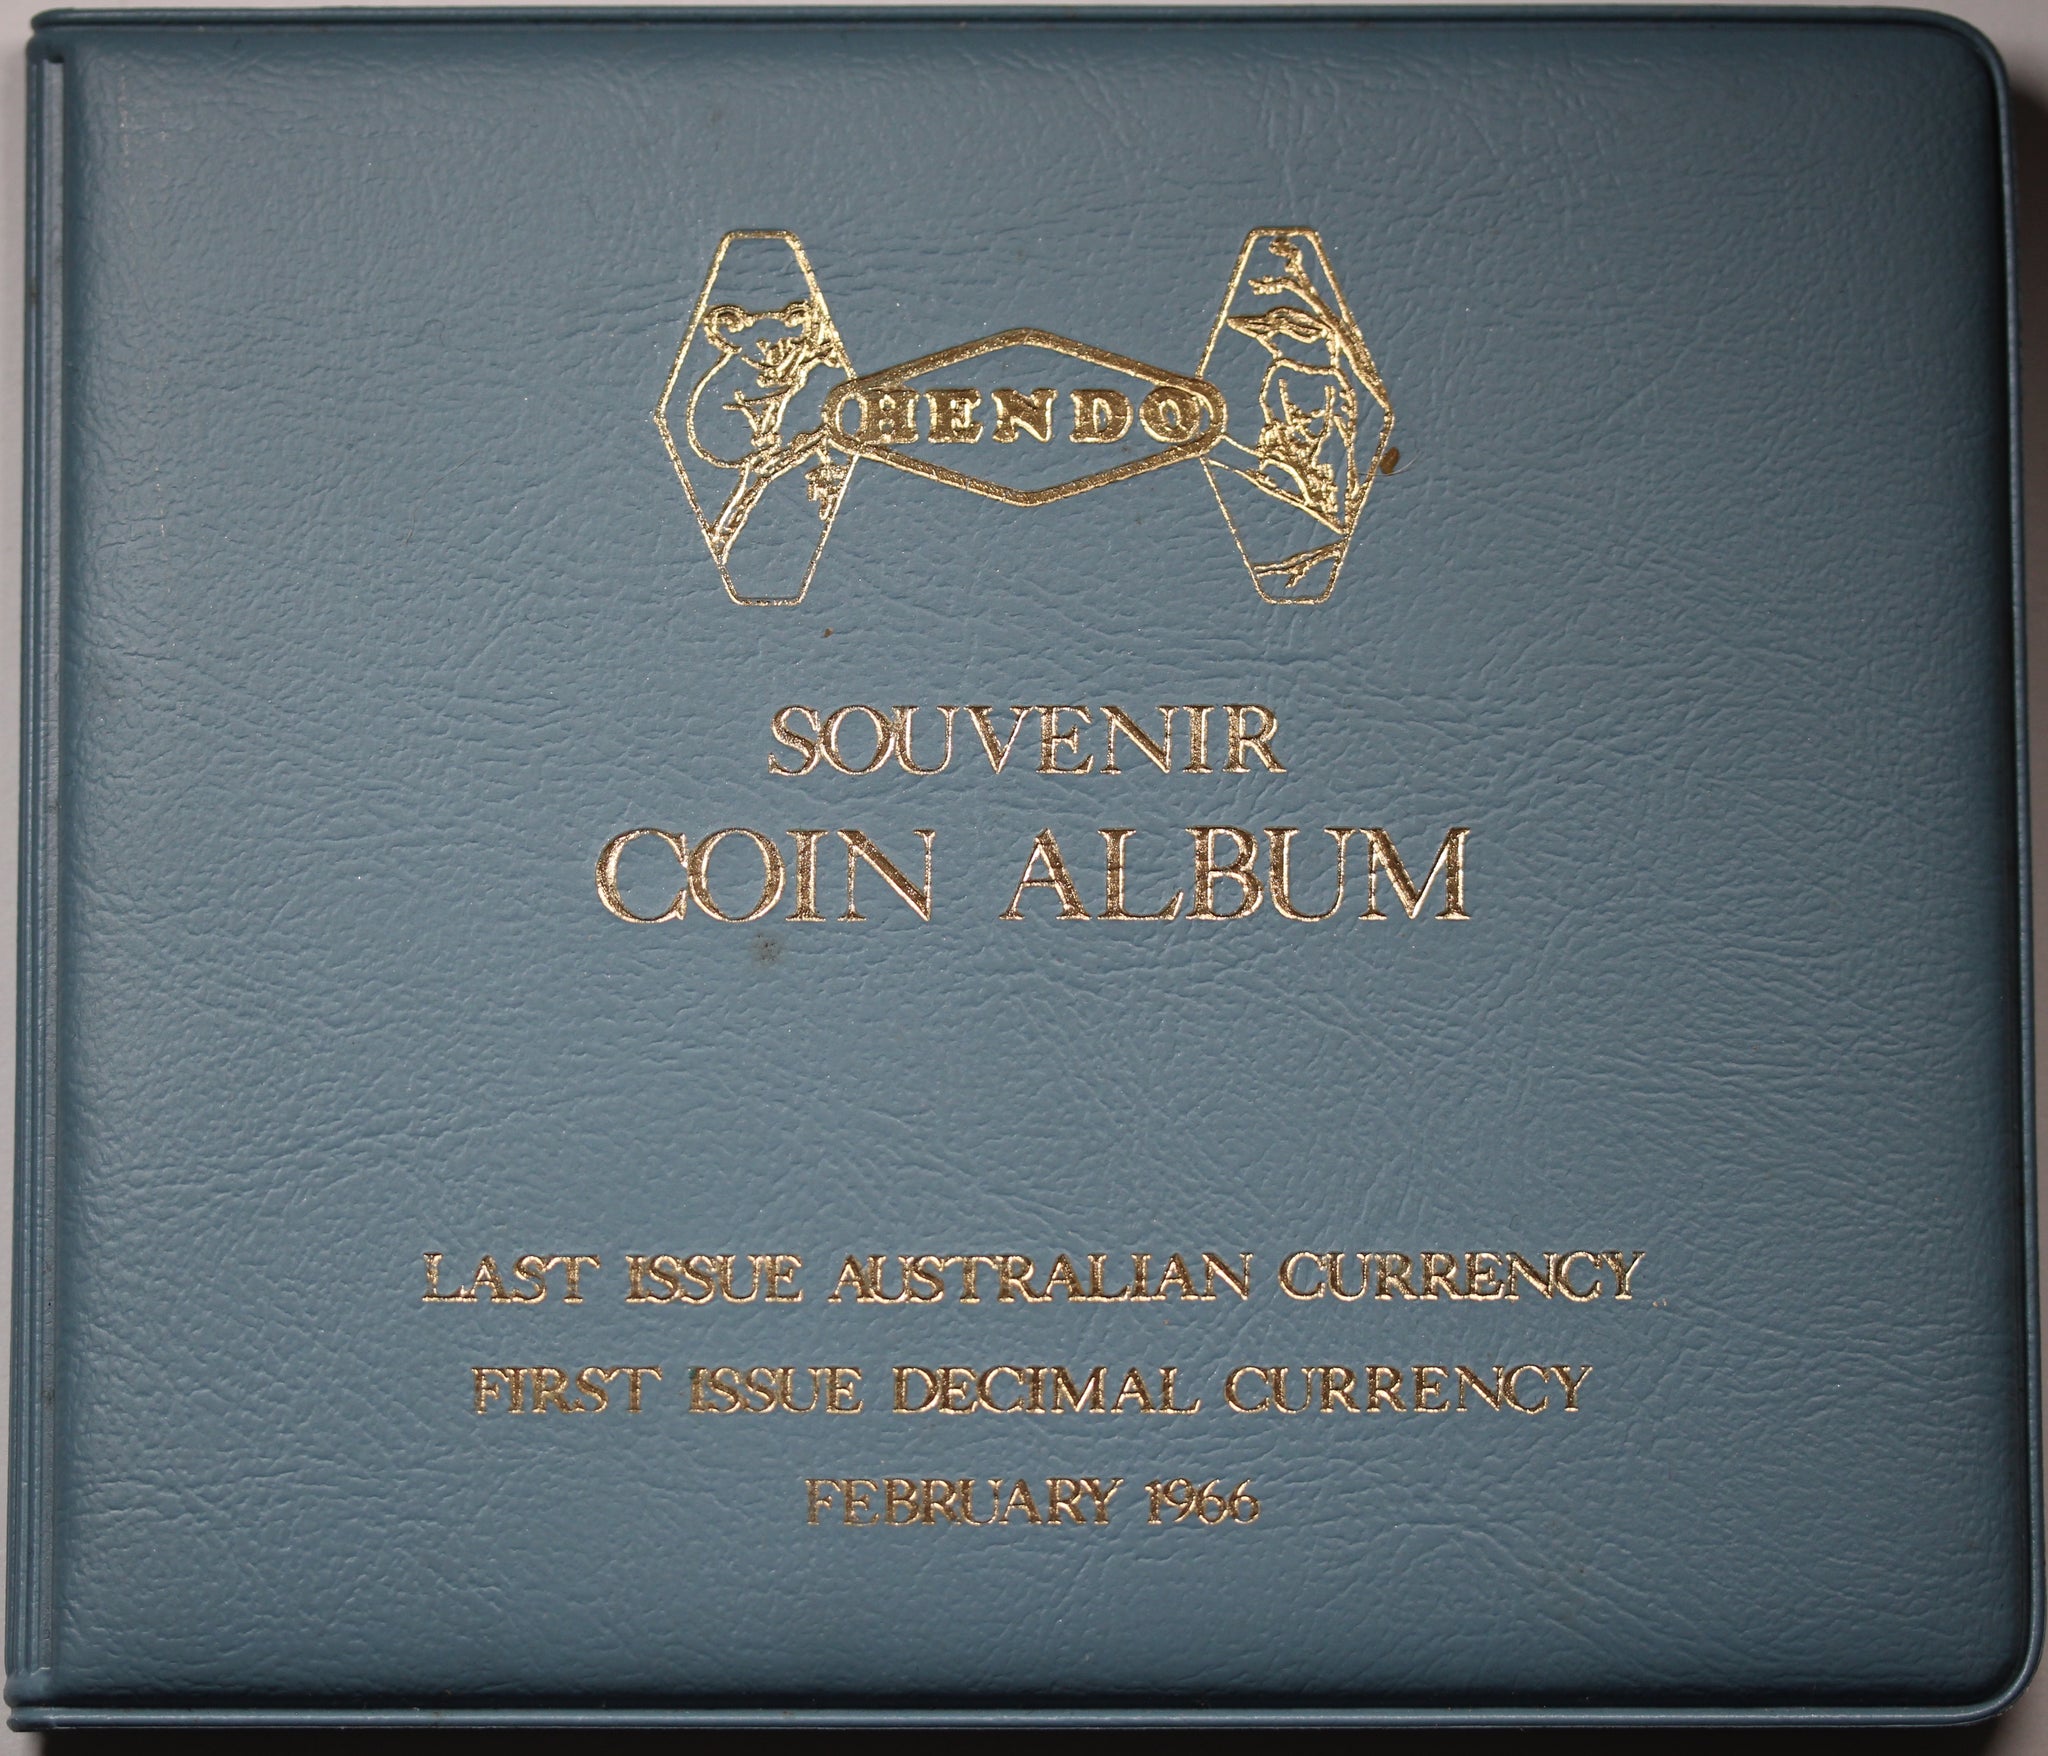 HENDO
SOUVENIR
COIN ALBUM
LAST ISSUE AUSTRALIAN CURRENCY
FIRST ISSUE DECIMAL CURRENCY
FEBRUARY 1966